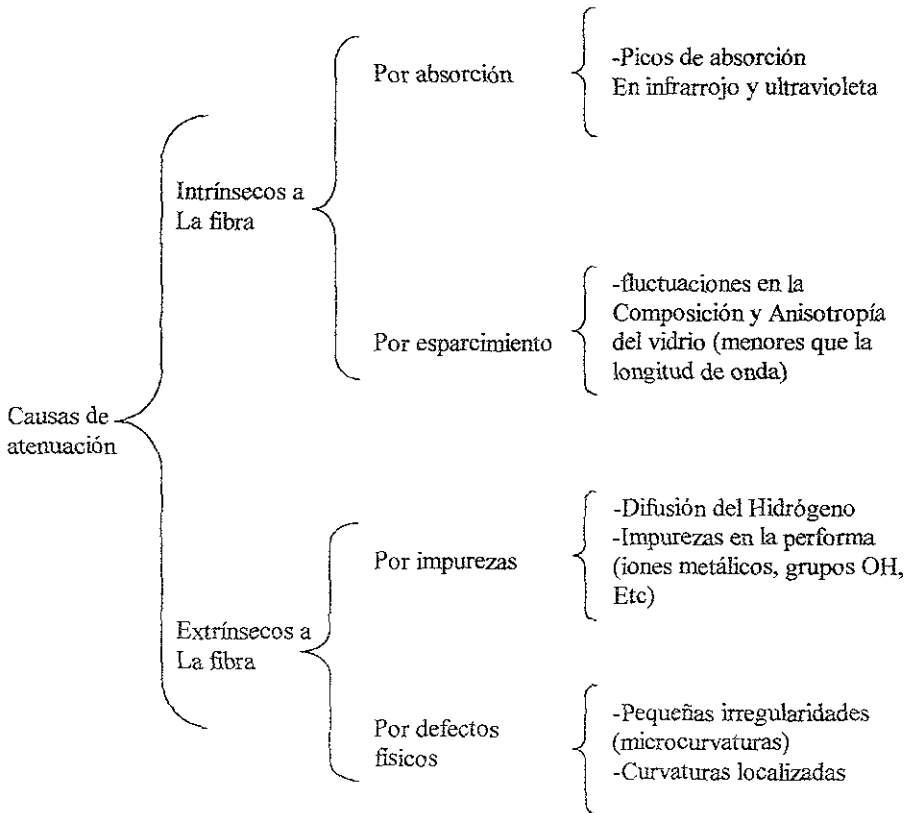 Causas de
atenuación
Intrínsecos a
La fibra
Por absorción
-Picos de absorción
En infrarrojo y ultravioleta
Por esparcimiento
-fluctuaciones en la
Composición y Anisotropía
del vidrio (menores que la
longitud de onda)
Extrínsecos a
La fibra
Por impurezas
-Difusión del Hidrógeno
-Impurezas en la performa
(iones metálicos, grupos OH,
Etc)
Por defectos
físicos
-Pequeñas irregularidades
(microcurvaturas)
-Curvaturas localizadas